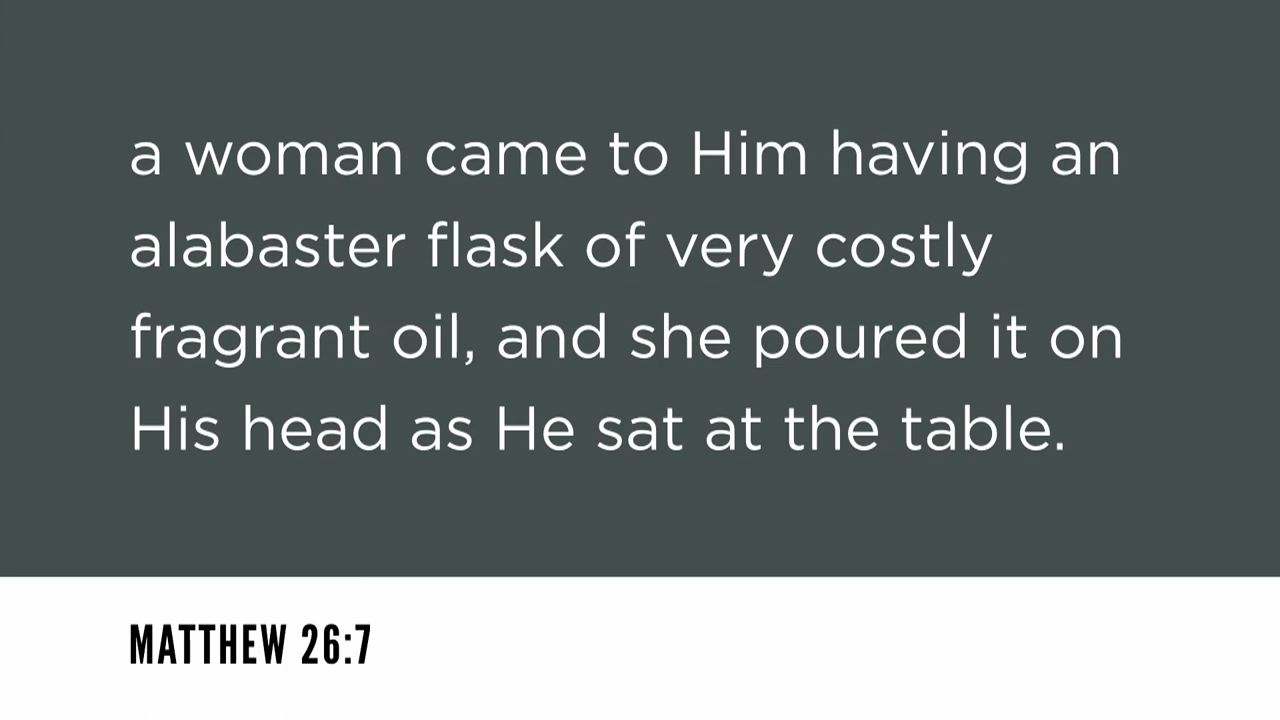 a woman came to Him having an
alabaster flask of very costly
fragrant oil, and she poured it on
His head as He sat at the table.
MATTHEW 26:7